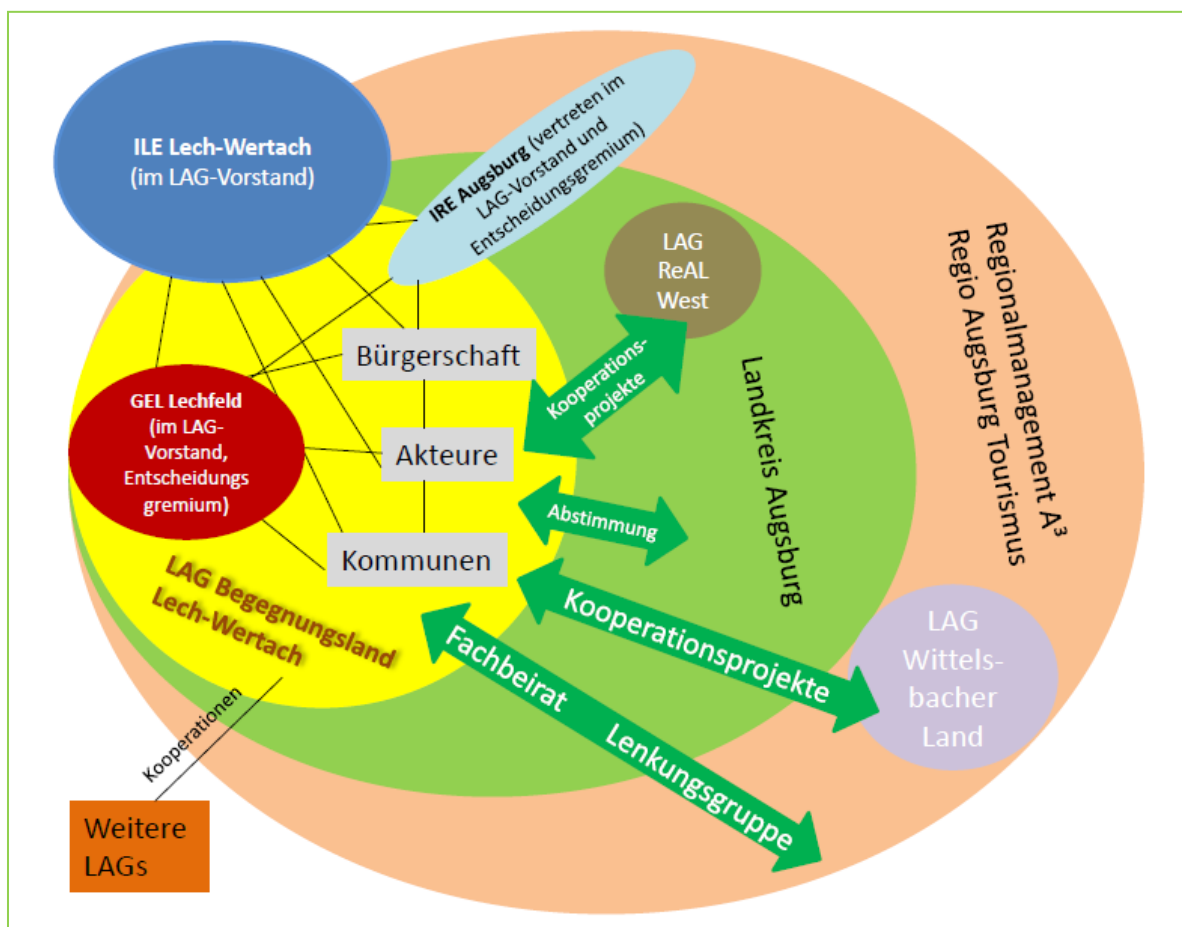 ILE Lech-Wertach
(im LAG-Vorstand)
IRE Augsburg (vertreten im
LAG-Vorstand und
Entscheidungsgremium)
LAG
ReAL
West
Regionalmanagement A³
Regio Augsburg Tourismus
Landkreis Augsburg
Bürgerschaft
Kooperations-
projekte
GEL Lechfeld
(im LAG-
Vorstand,
Entscheidungs
gremium)
Akteure
Abstimmung
Kommunen
LAG Begegnungsland
Lech-Wertach
Kooperationsprojekte
LAG
Wittels-
bacher
Land
Fachbeirat Lenkungsgruppe
Kooperationen
Weitere
LAGs